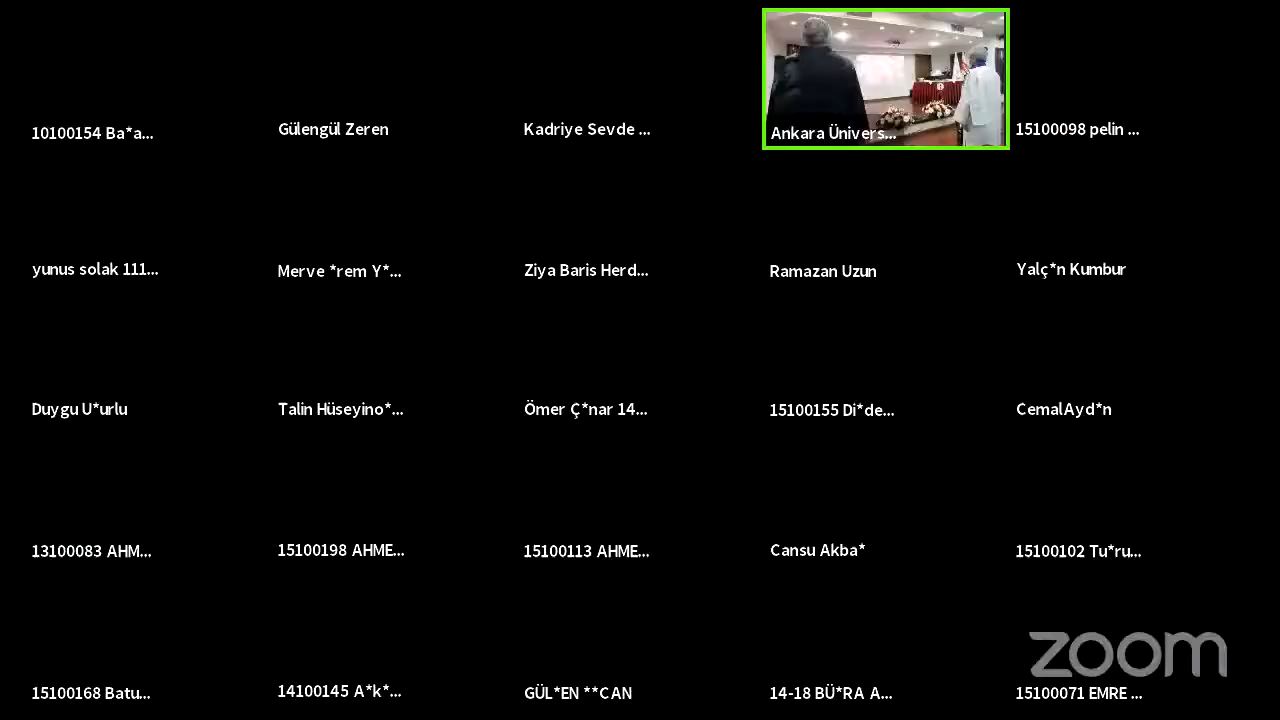 10100154 Ba*a...
Gülengül Zeren
Kadriye Sevde ...
Ankara Ünivers...
15100098 pelin ...
yunus solak 111...
Merve *rem Y*...
Ziya Baris Herd...
Ramazan Uzun
Yalç*n Kumbur
Duygu U*urlu
Talin Hüseyino*...
Ömer Ç*nar 14...
15100155 Di*de...
CemalAyd*n
13100083 AHM...
15100198 AHME...
15100113 AHME...
Cansu Akba*
15100102 Tu*ru...
15100168 Batu...
14100145 A*k*...
GÜL*EN **CAN
14-18 BÜ*RA A...
15100071 EMRE ...
zoom